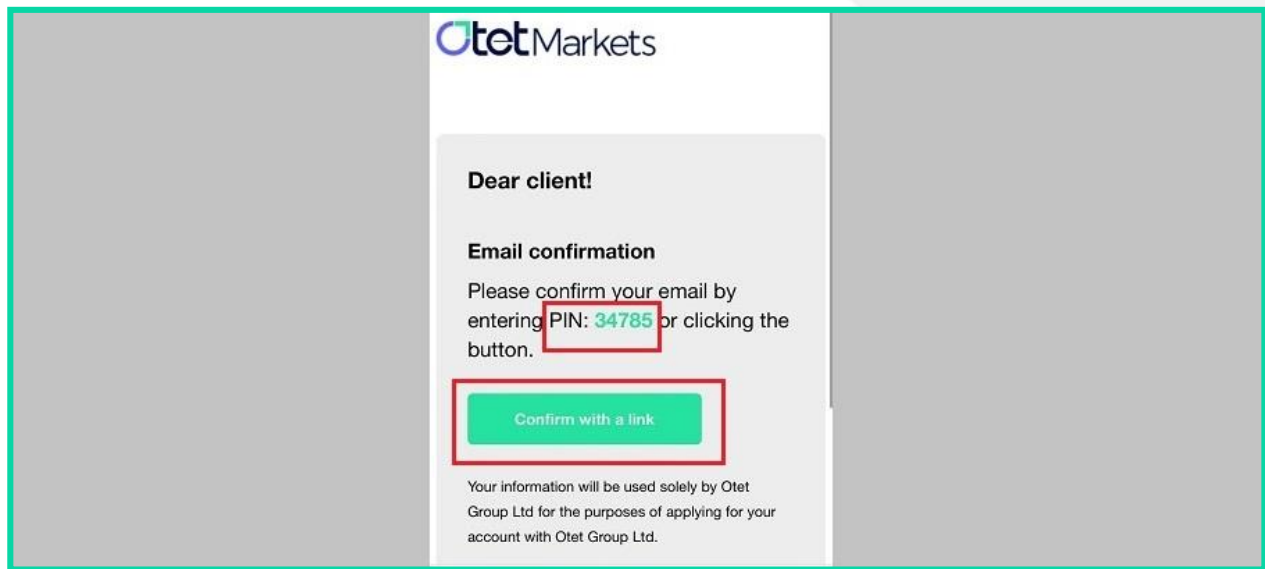 OtetMarkets
Dear client!
Email confirmation
Please confirm your email by
entering PIN: 34785 or clicking the
button.
Confirm with a link
Your information will be used solely by Otet
Group Ltd for the purposes of applying for your
account with Otet Group Ltd.